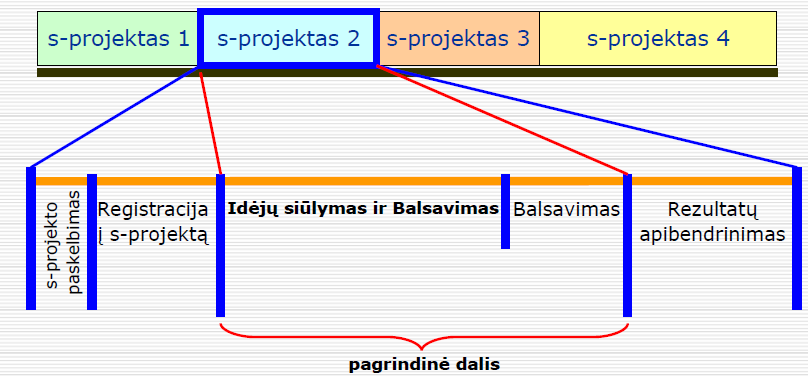 s-projektas 1
s-projektas 2
s-projektas 3
s-projektas 4
s-projekto
paskelbimas
Registracija
į s-projektą
Idėjų siūlymas ir Balsavimas
Balsavimas
Rezultatų
apibendrinimas
pagrindinė dalis